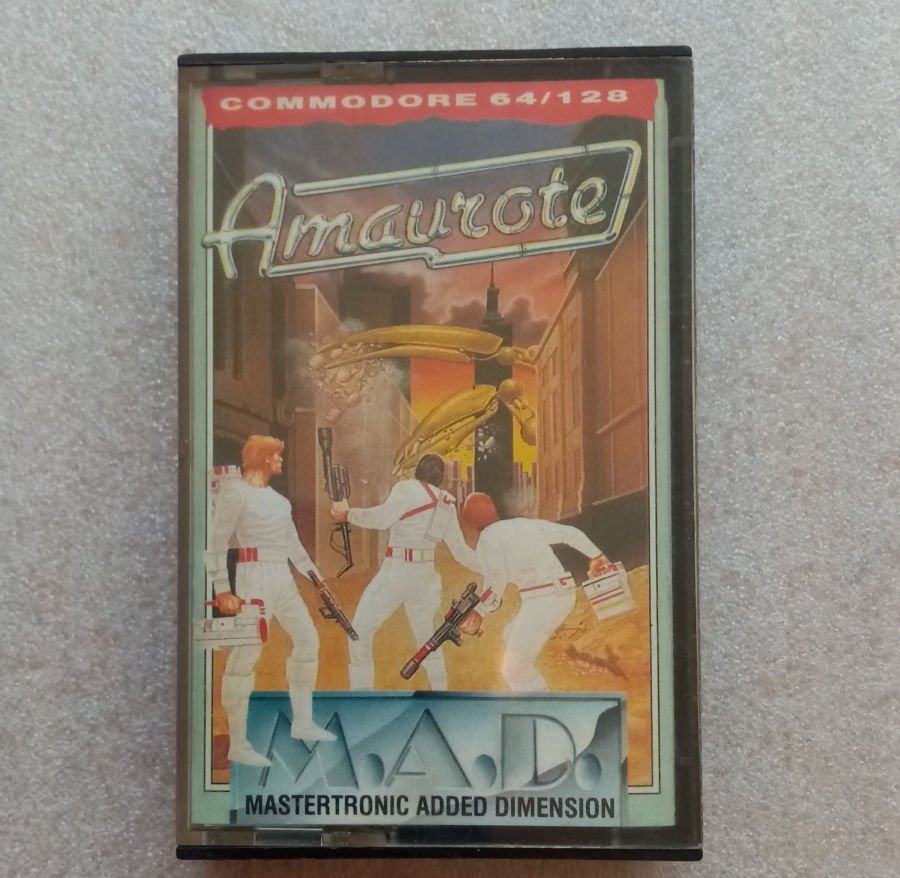 COMMODORE 64/128
Amaurote
M.A.D.
MASTERTRONIC ADDED DIMENSION